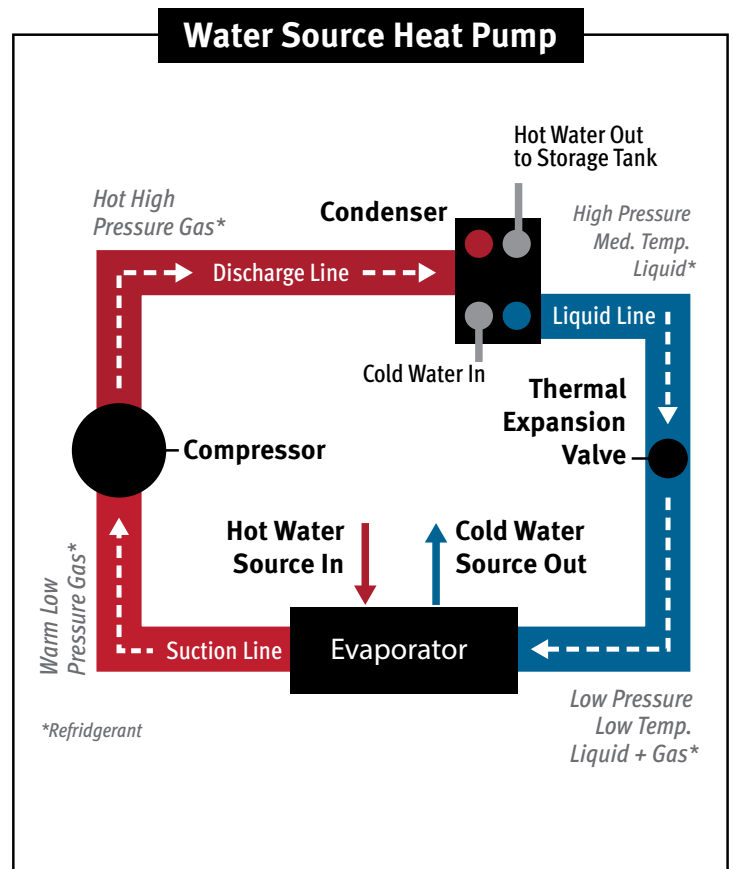 Water Source Heat Pump
Hot Water Out
to Storage Tank
Hot High
Pressure Gas*
Condenser
High Pressure
Med. Temp.
Liquid*
Discharge Line
Liquid Line
Cold Water In
Thermal
Expansion
Valve
Compressor
Hot Water
Source In
Cold Water
Source Out
Warm Low
Pressure Gas*
Suction Line
Evaporator
Low Pressure
Low Temp.
Liquid + Gas*
*Refridgerant